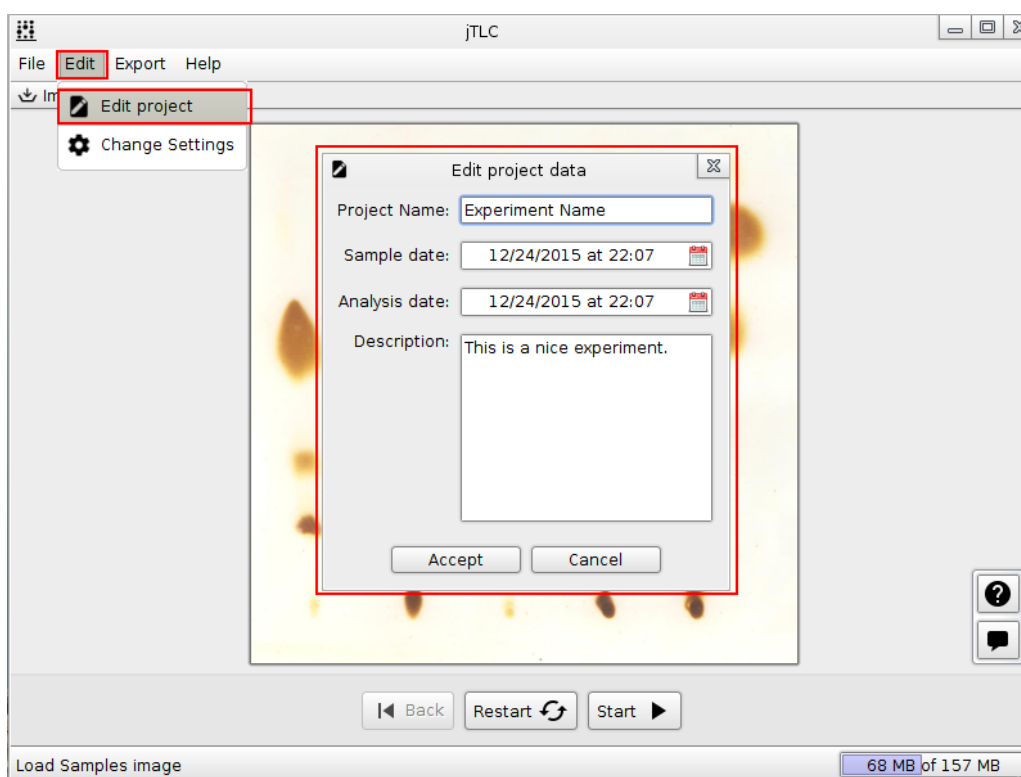 jTLC
File Edit Export Help
Im
Edit project
Change Settings
Edit project data
Project Name: Experiment Name
Sample date: 12/24/2015 at 22:07
Analysis date: 12/24/2015 at 22:07
Description: This is a nice experiment.
Accept Cancel
Back Restart Start
Load Samples image 68 MB of 157 MB